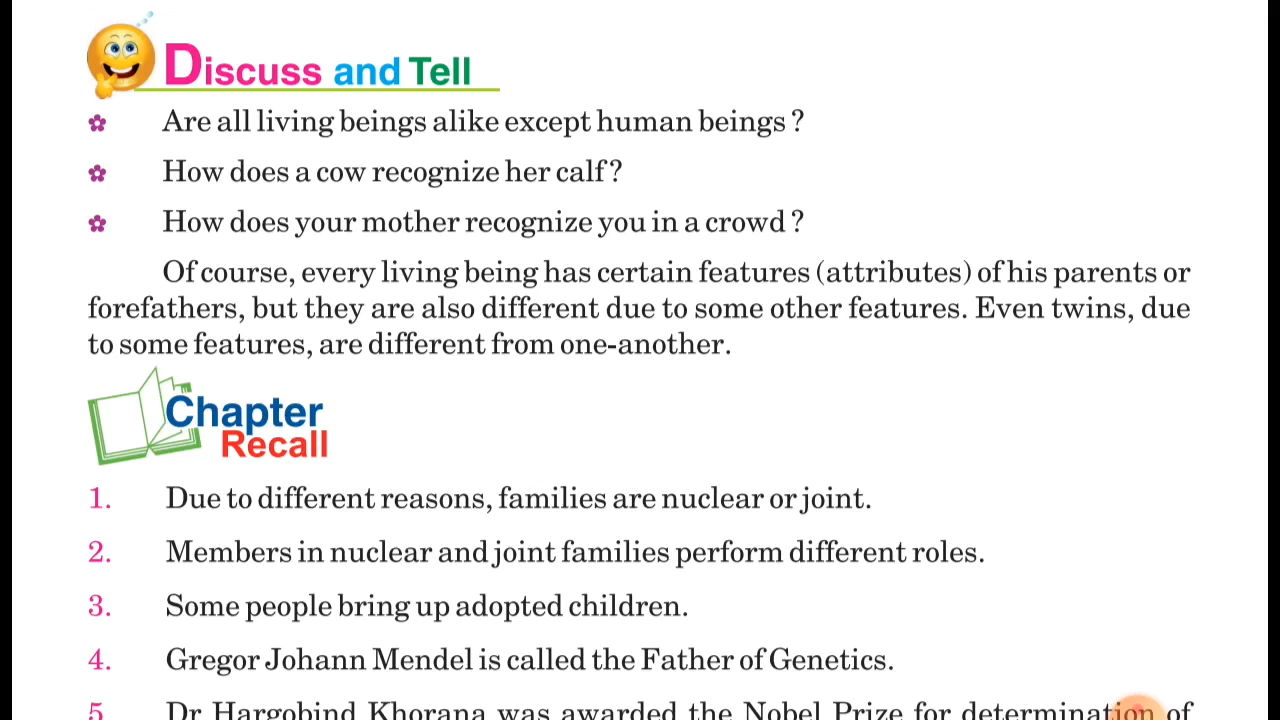 Discuss and Tell
Are all living beings alike except human beings ?
How does a cow recognize her calf ?
How does your mother recognize you in a crowd ?
Of course, every living being has certain features (attributes) of his parents or
forefathers, but they are also different due to some other features. Even twins, due
to some features, are different from one-another.
Chapter
Recall
1. Due to different reasons, families are nuclear or joint.
2. Members in nuclear and joint families perform different roles.
3. Some people bring up adopted children.
4. Gregor Johann Mendel is called the Father of Genetics.
5. Dr Hargobind Khorana was awarded the Nobel Prize for determination of